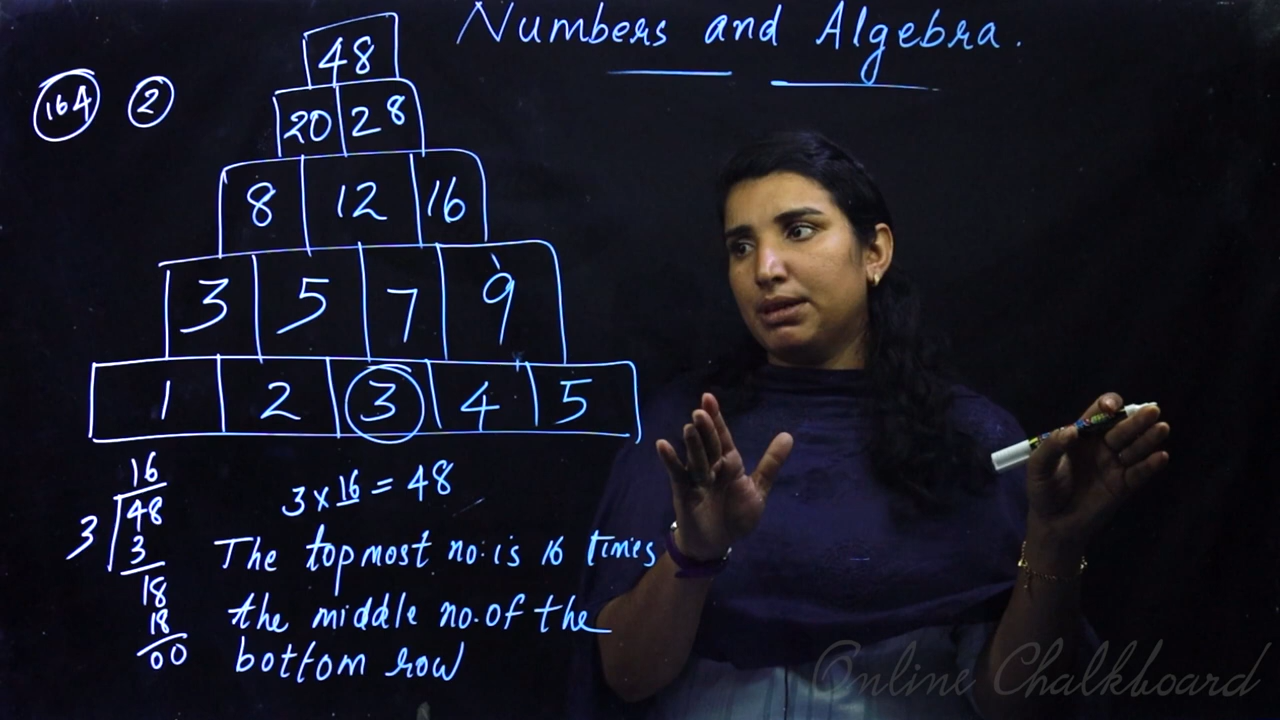 Numbers and Algebra.
164 2
48
20 28
8 12 16
3 5 7 9
1 2 3 4 5
16
3 48
3
18
18
00
3 x 16 = 48
The topmost no: is 16 times
the middle no. of the
bottom row
Online Chalkboard